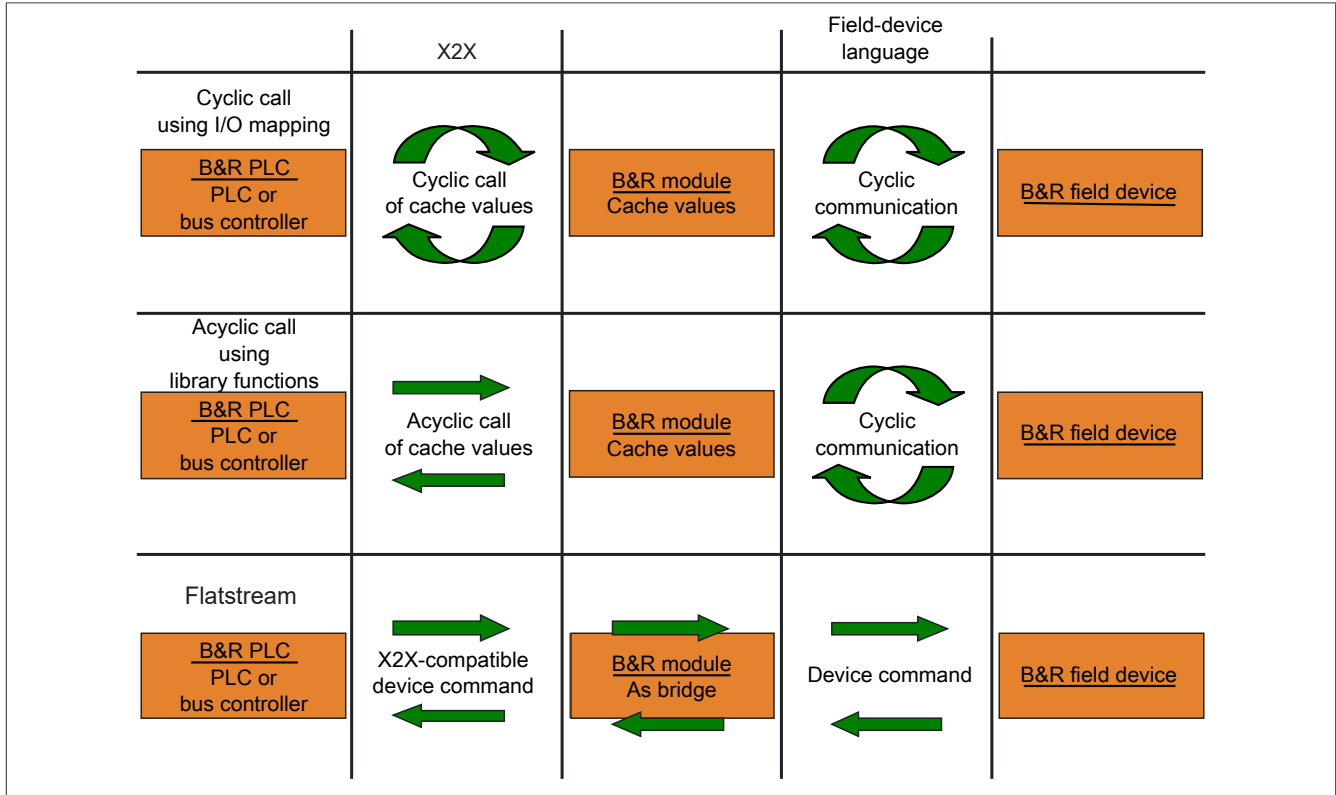 X2X
Field-device
language
Cyclic call
using I/O mapping
B&R PLC
PLC or
bus controller
Cyclic call
of cache values
B&R module
Cache values
Cyclic
communication
B&R field device
Acyclic call
using
library functions
B&R PLC
PLC or
bus controller
Acyclic call
of cache values
B&R module
Cache values
Cyclic
communication
B&R field device
Flatstream
B&R PLC
PLC or
bus controller
X2X-compatible
device command
B&R module
As bridge
Device command
B&R field device